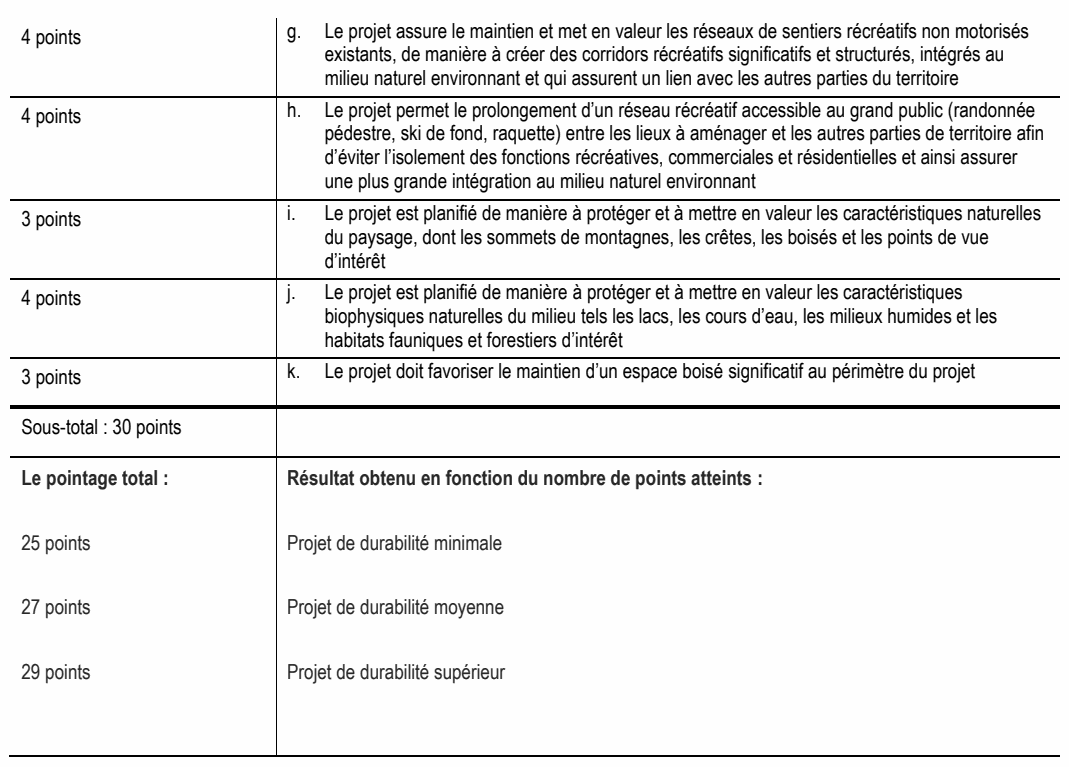 4 points
g. Le projet assure le maintien et met en valeur les réseaux de sentiers récréatifs non motorisés
existants, de manière à créer des corridors récréatifs significatifs et structurés, intégrés au
milieu naturel environnant et qui assurent un lien avec les autres parties du territoire
4 points
h. Le projet permet le prolongement d'un réseau récréatif accessible au grand public (randonnée
pédestre, ski de fond, raquette) entre les lieux à aménager et les autres parties de territoire afin
d'éviter l'isolement des fonctions récréatives, commerciales et résidentielles et ainsi assurer
une plus grande intégration au milieu naturel environnant
3 points
i. Le projet est planifié de manière à protéger et à mettre en valeur les caractéristiques naturelles
du paysage, dont les sommets de montagnes, les crêtes, les boisés et les points de vue
d'intérêt
4 points
j. Le projet est planifié de manière à protéger et à mettre en valeur les caractéristiques
biophysiques naturelles du milieu tels les lacs, les cours d'eau, les milieux humides et les
habitats fauniques et forestiers d'intérêt
3 points
k. Le projet doit favoriser le maintien d'un espace boisé significatif au périmètre du projet
Sous-total : 30 points
Le pointage total :
Résultat obtenu en fonction du nombre de points atteints :
25 points
Projet de durabilité minimale
27 points
Projet de durabilité moyenne
29 points
Projet de durabilité supérieur